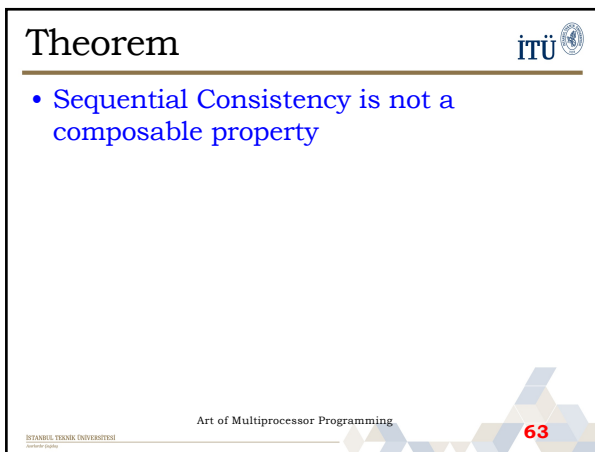 Theorem
İTÜ
• Sequential Consistency is not a
composable property
Art of Multiprocessor Programming
63
İSTANBUL TEKNİK ÜNİVERSİTESİ